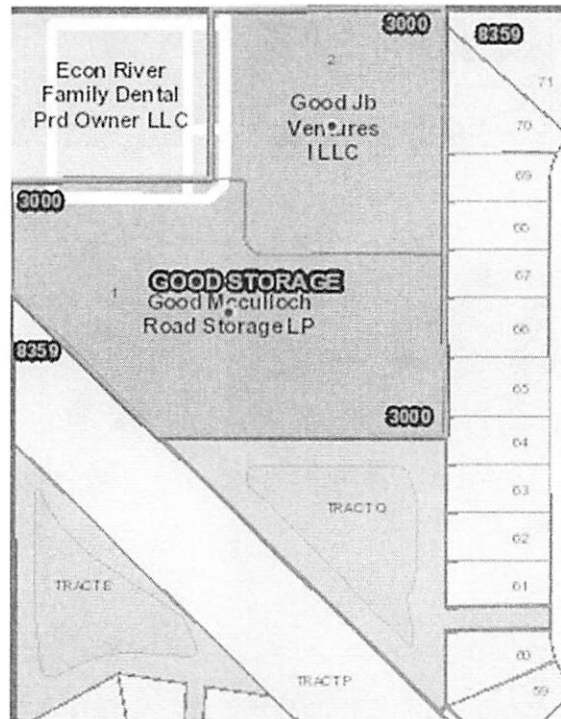 3000
8359
Econ River
Family Dental
Prd Owner LLC
2
Good Jb
Ventures
I LLC
71
70
69
3000
68
67
1
GOOD STORAGE
Good Mcculloch
Road Storage LP
66
8359
65
3000
64
63
TRACT Q
62
TRACT E
61
60
TRACT P
59